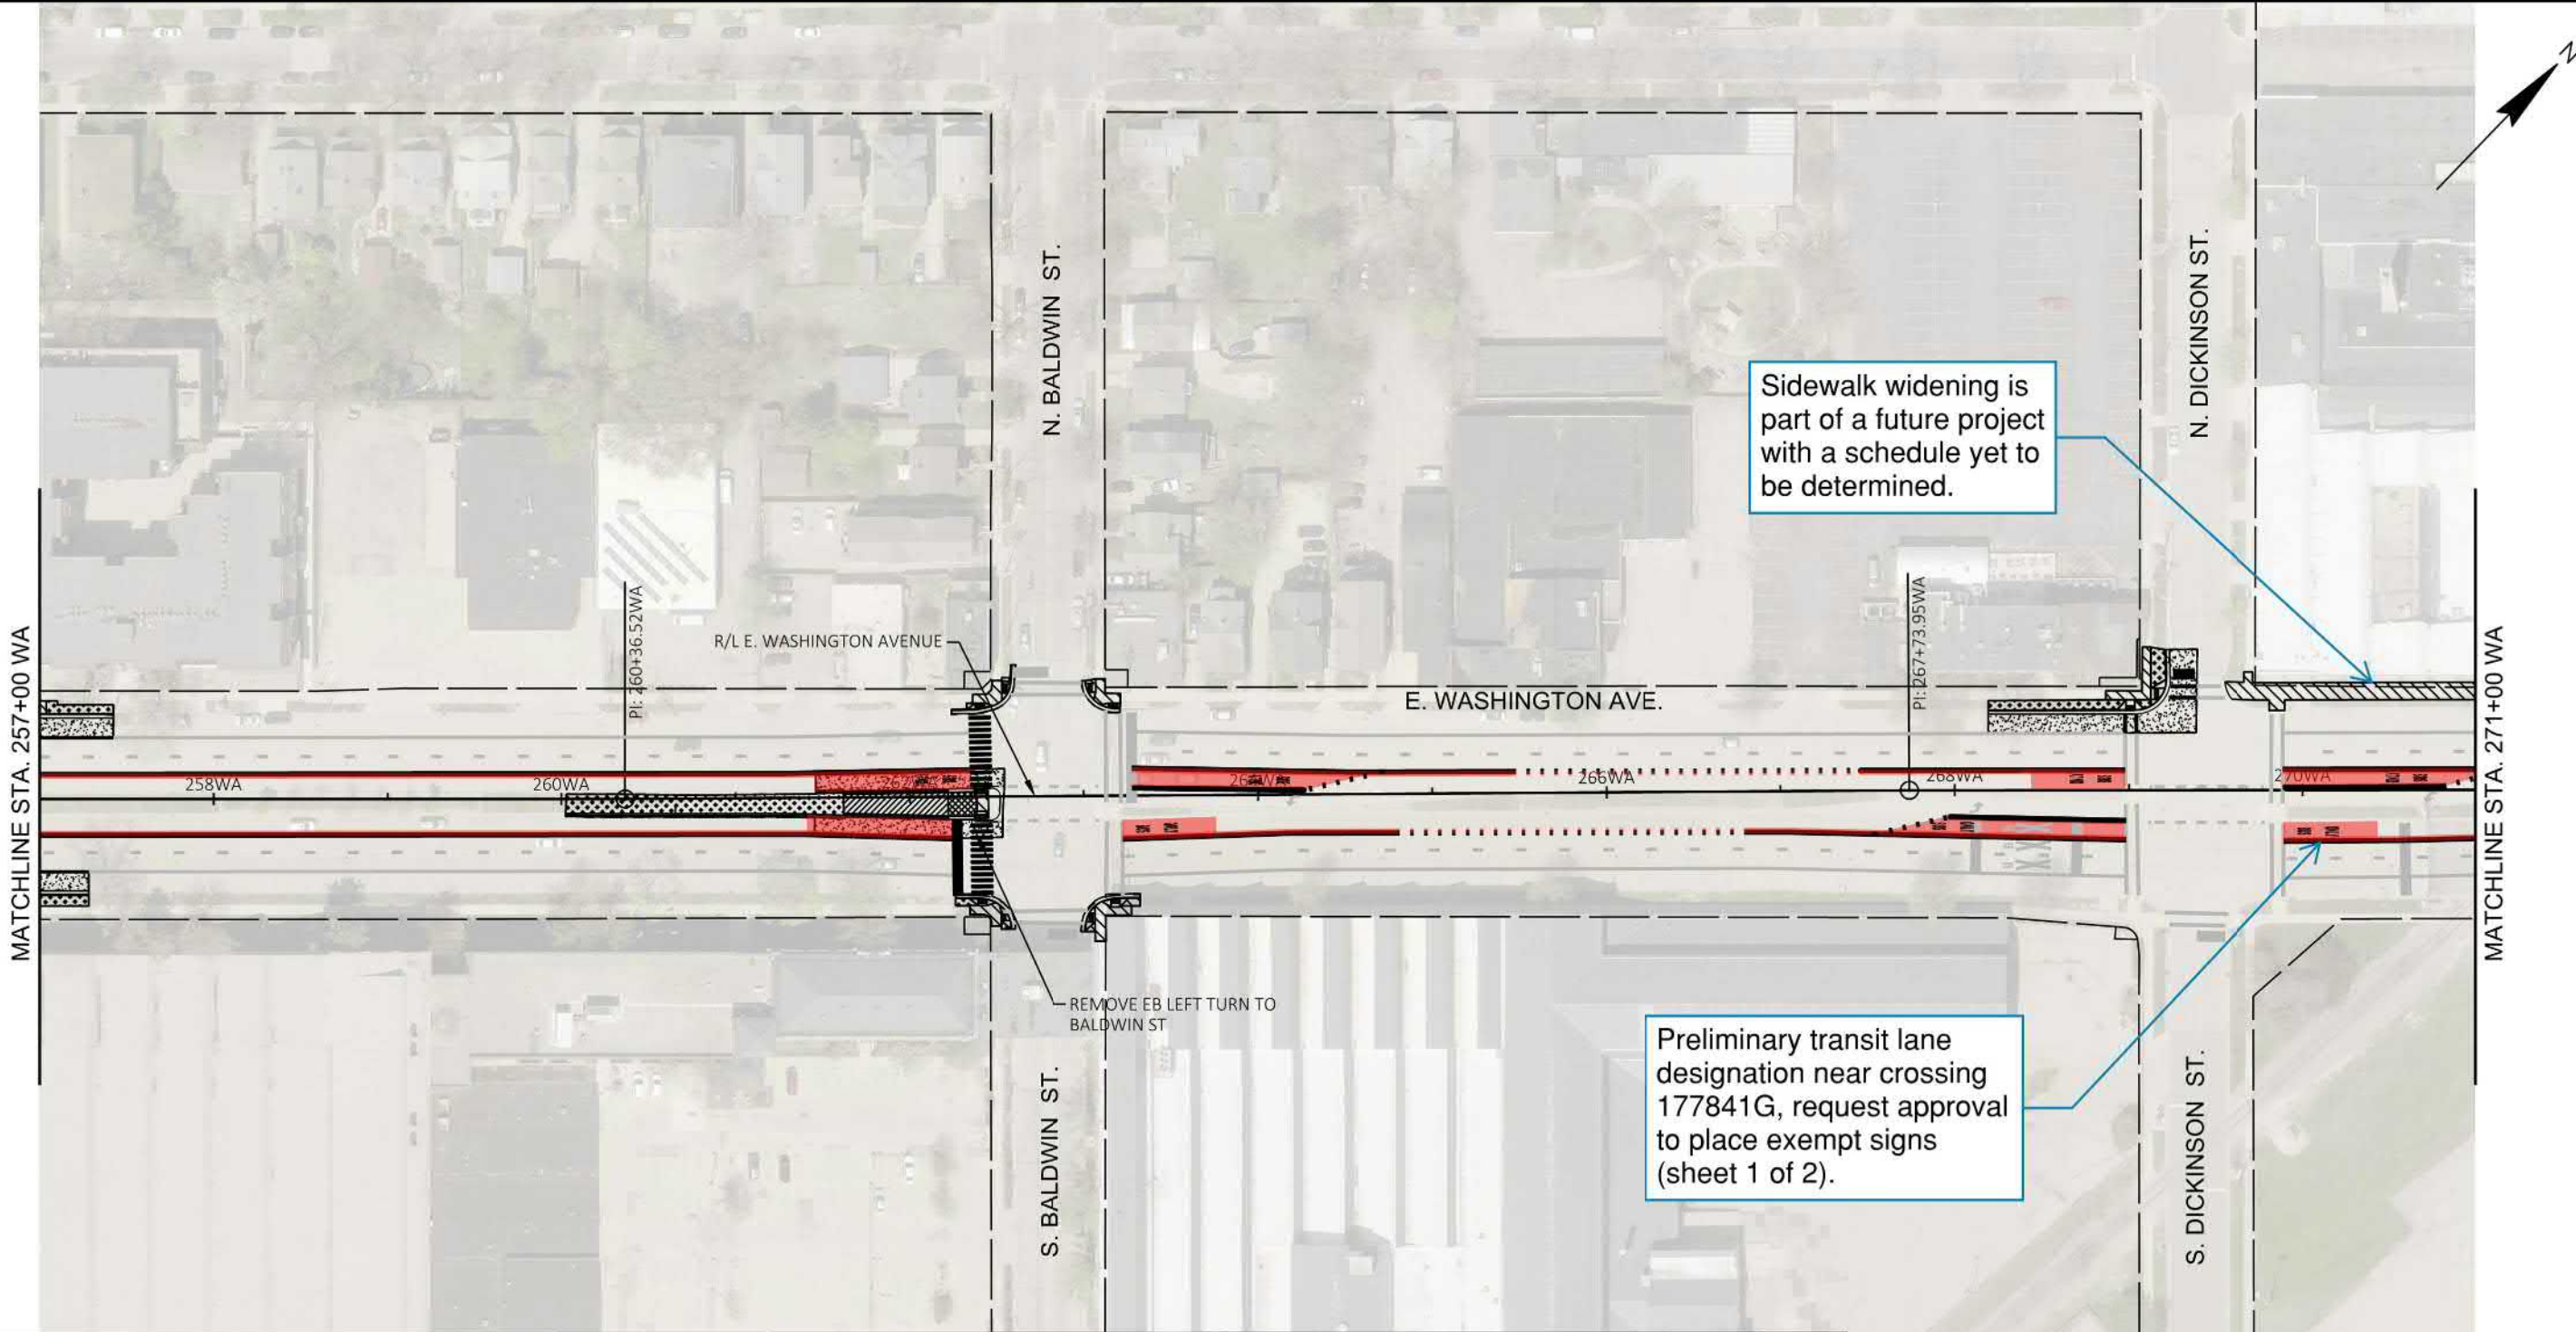 N
N. BALDWIN ST.
N. DICKINSON ST.
Sidewalk widening is
part of a future project
with a schedule yet to
be determined.
MATCHLINE STA. 257+00 WA
PI: 260+36.52WA
R/L E. WASHINGTON AVENUE
E. WASHINGTON AVE.
PI: 267+73.95WA
MATCHLINE STA. 271+00 WA
258WA
260WA
266WA
268WA
270WA
REMOVE EB LEFT TURN TO
BALDWIN ST
Preliminary transit lane
designation near crossing
177841G, request approval
to place exempt signs
(sheet 1 of 2).
S. BALDWIN ST.
S. DICKINSON ST.